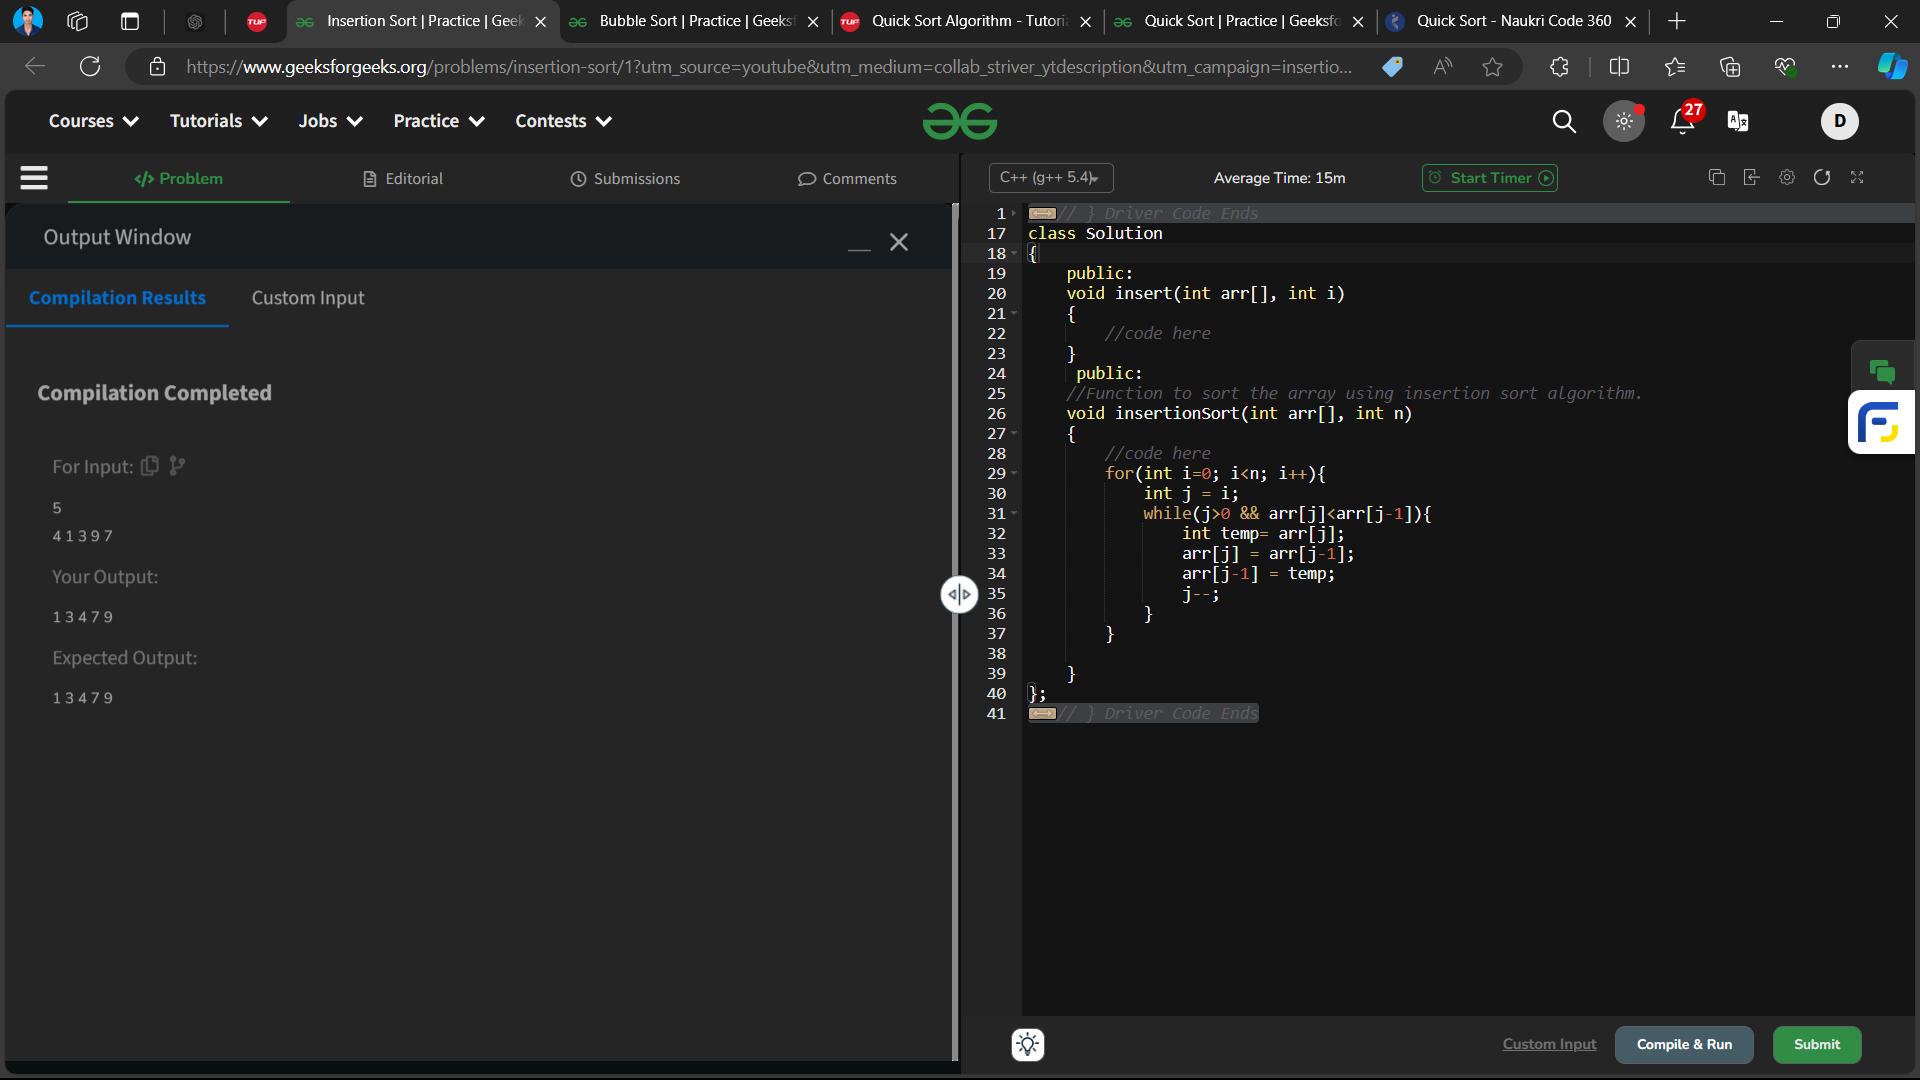 Insertion Sort | Practice | Geek
Bubble Sort | Practice | Geeks
Quick Sort Algorithm - Tutori
Quick Sort | Practice | Geeksfo
Quick Sort - Naukri Code 360
https://www.geeksforgeeks.org/problems/insertion-sort/1?utm_source=youtube&utm_medium=collab_striver_ytdescription&utm_campaign=insertio...
Courses
Tutorials
Jobs
Practice
Contests
27
D
Problem
Editorial
Submissions
Comments
C++ (g++ 5.4)
Average Time: 15m
Start Timer
Output Window
Compilation Results
Custom Input
Compilation Completed
For Input:
5
4 1 3 9 7
Your Output:
1 3 4 7 9
Expected Output:
1 3 4 7 9
1 // } Driver Code Ends
17 class Solution
18 {
19 public:
20 void insert(int arr[], int i)
21 {
22 //code here
23 }
24 public:
25 //Function to sort the array using insertion sort algorithm.
26 void insertionSort(int arr[], int n)
27 {
28 //code here
29 for(int i=0; i<n; i++){
30 int j = i;
31 while(j>0 && arr[j]<arr[j-1]){
32 int temp= arr[j];
33 arr[j] = arr[j-1];
34 arr[j-1] = temp;
35 j--;
36 }
37 }
38
39 }
40 };
41 // } Driver Code Ends
Custom Input
Compile & Run
Submit